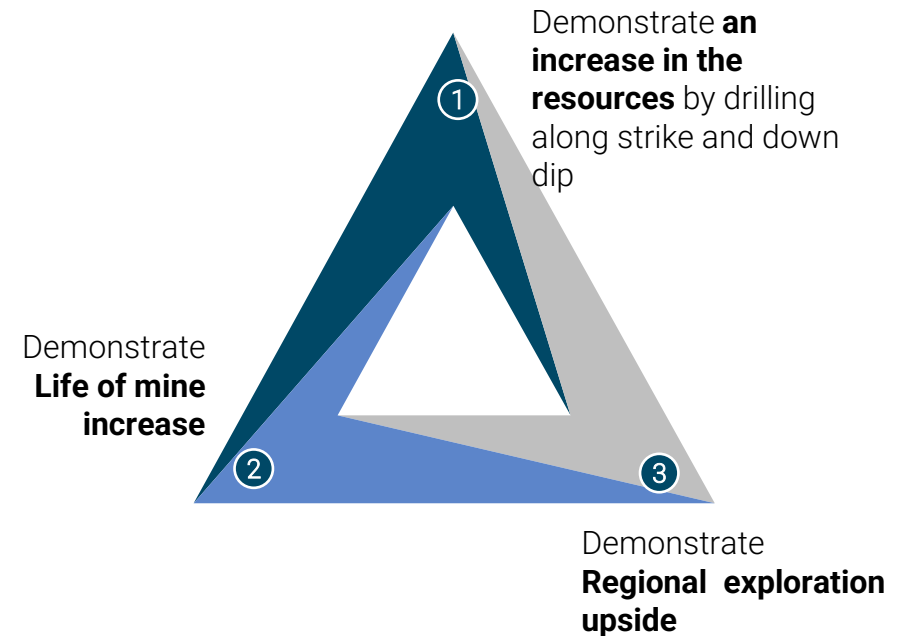 Demonstrate an
increase in the
resources by drilling
along strike and down
dip
1
Demonstrate
Life of mine
increase
2
3
Demonstrate
Regional exploration
upside